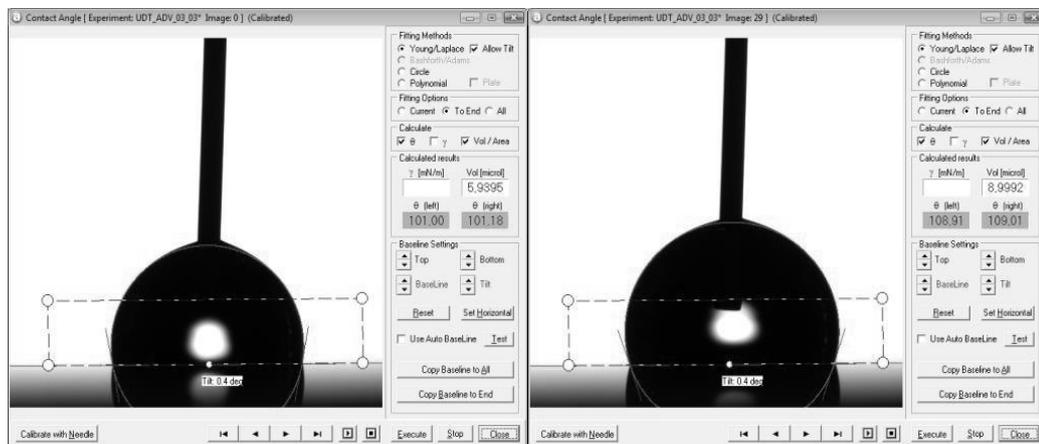 Contact Angle [ Experiment: UDT_ADV_03_03* Image: 0 ] (Calibrated)
Fitting Methods
Young/Laplace Allow Tilt
Bashforth/Adams
Circle
Polynomial Plate
Fitting Options
Current To End All
Calculate
θ γ Vol / Area
Calculated results
γ [mN/m] Vol [microl]
5,9395
θ (left) θ (right)
101,00 101,18
Baseline Settings
Top Bottom
BaseLine Tilt
Reset Set Horizontal
Use Auto BaseLine Test
Copy Baseline to All
Copy Baseline to End
Tilt: 0.4 deg
Calibrate with Needle Execute Stop Close
Contact Angle [ Experiment: UDT_ADV_03_03* Image: 29 ] (Calibrated)
Fitting Methods
Young/Laplace Allow Tilt
Bashforth/Adams
Circle
Polynomial Plate
Fitting Options
Current To End All
Calculate
θ γ Vol / Area
Calculated results
γ [mN/m] Vol [microl]
8,9992
θ (left) θ (right)
108,91 109,01
Baseline Settings
Top Bottom
BaseLine Tilt
Reset Set Horizontal
Use Auto BaseLine Test
Copy Baseline to All
Copy Baseline to End
Tilt: 0.4 deg
Calibrate with Needle Execute Stop Close